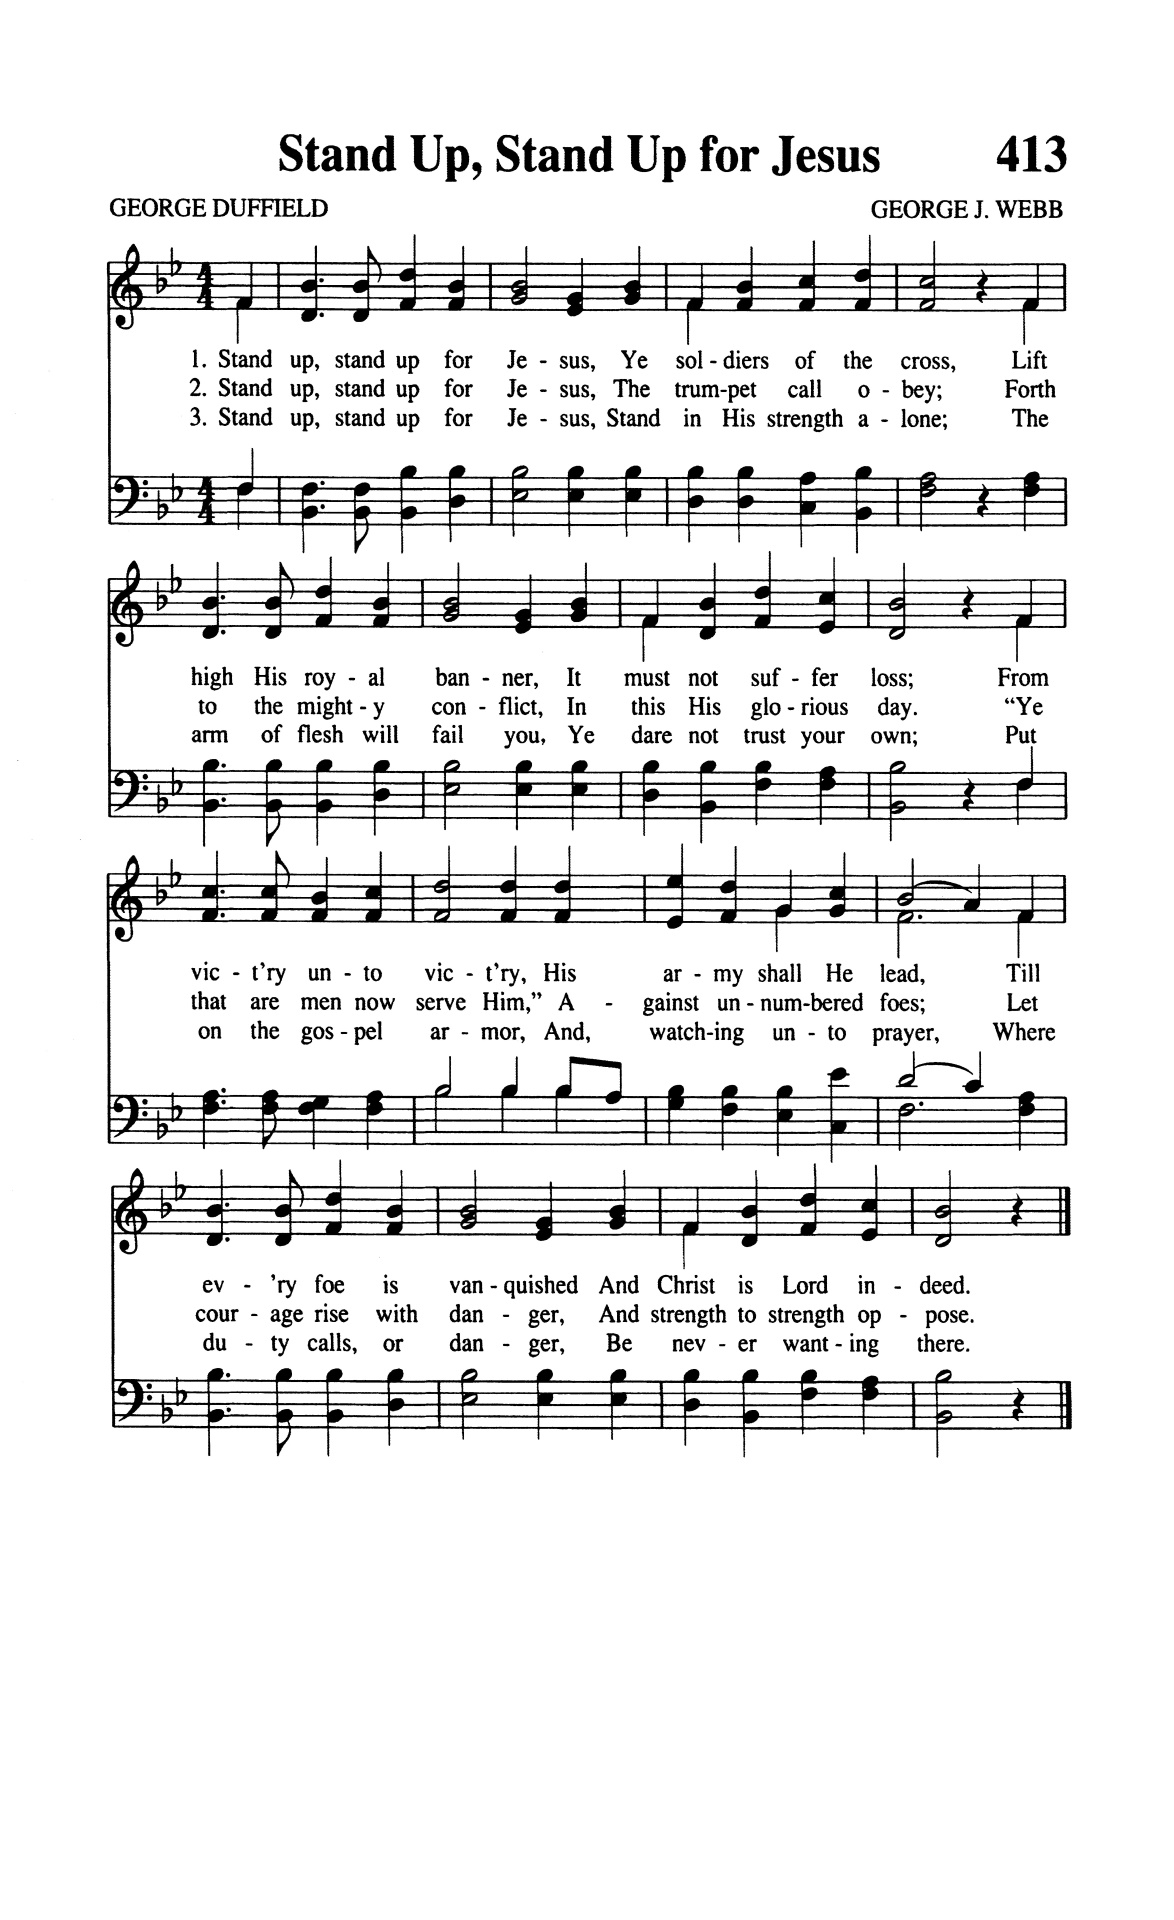 Stand Up, Stand Up for Jesus 413
GEORGE DUFFIELD GEORGE J. WEBB
1. Stand up, stand up for Je - sus, Ye sol - diers of the cross, Lift
2. Stand up, stand up for Je - sus, The trum-pet call o - bey; Forth
3. Stand up, stand up for Je - sus, Stand in His strength a - lone; The
high His roy - al ban - ner, It must not suf - fer loss; From
to the might - y con - flict, In this His glo - rious day. “Ye
arm of flesh will fail you, Ye dare not trust your own; Put
vic - t’ry un - to vic - t’ry, His ar - my shall He lead, Till
that are men now serve Him,” A - gainst un - num-bered foes; Let
on the gos - pel ar - mor, And, watch-ing un - to prayer, Where
ev - ’ry foe is van - quished And Christ is Lord in - deed.
cour - age rise with dan - ger, And strength to strength op - pose.
du - ty calls, or dan - ger, Be nev - er want - ing there.